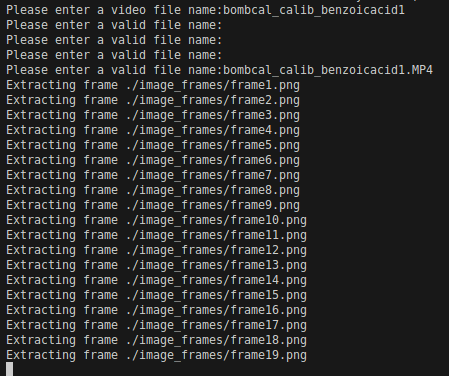 Please enter a video file name:bombcal_calib_benzoicacid1
Please enter a valid file name:
Please enter a valid file name:
Please enter a valid file name:
Please enter a valid file name:bombcal_calib_benzoicacid1.MP4
Extracting frame ./image_frames/frame1.png
Extracting frame ./image_frames/frame2.png
Extracting frame ./image_frames/frame3.png
Extracting frame ./image_frames/frame4.png
Extracting frame ./image_frames/frame5.png
Extracting frame ./image_frames/frame6.png
Extracting frame ./image_frames/frame7.png
Extracting frame ./image_frames/frame8.png
Extracting frame ./image_frames/frame9.png
Extracting frame ./image_frames/frame10.png
Extracting frame ./image_frames/frame11.png
Extracting frame ./image_frames/frame12.png
Extracting frame ./image_frames/frame13.png
Extracting frame ./image_frames/frame14.png
Extracting frame ./image_frames/frame15.png
Extracting frame ./image_frames/frame16.png
Extracting frame ./image_frames/frame17.png
Extracting frame ./image_frames/frame18.png
Extracting frame ./image_frames/frame19.png